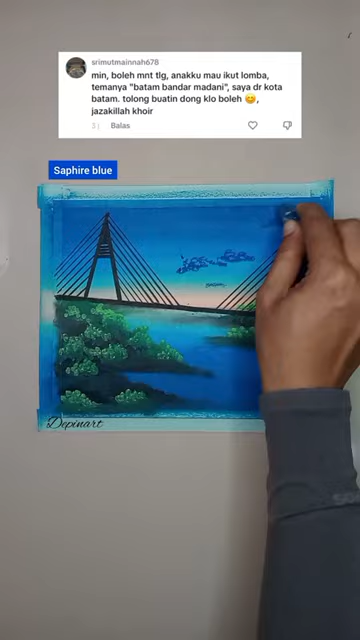 srimutmainnah678
min, boleh mnt tlg, anakku mau ikut lomba,
temanya "batam bandar madani", saya dr kota
batam. tolong buatin dong klo boleh 😊,
jazakillah khoir
3j Balas
Saphire blue
Depinart